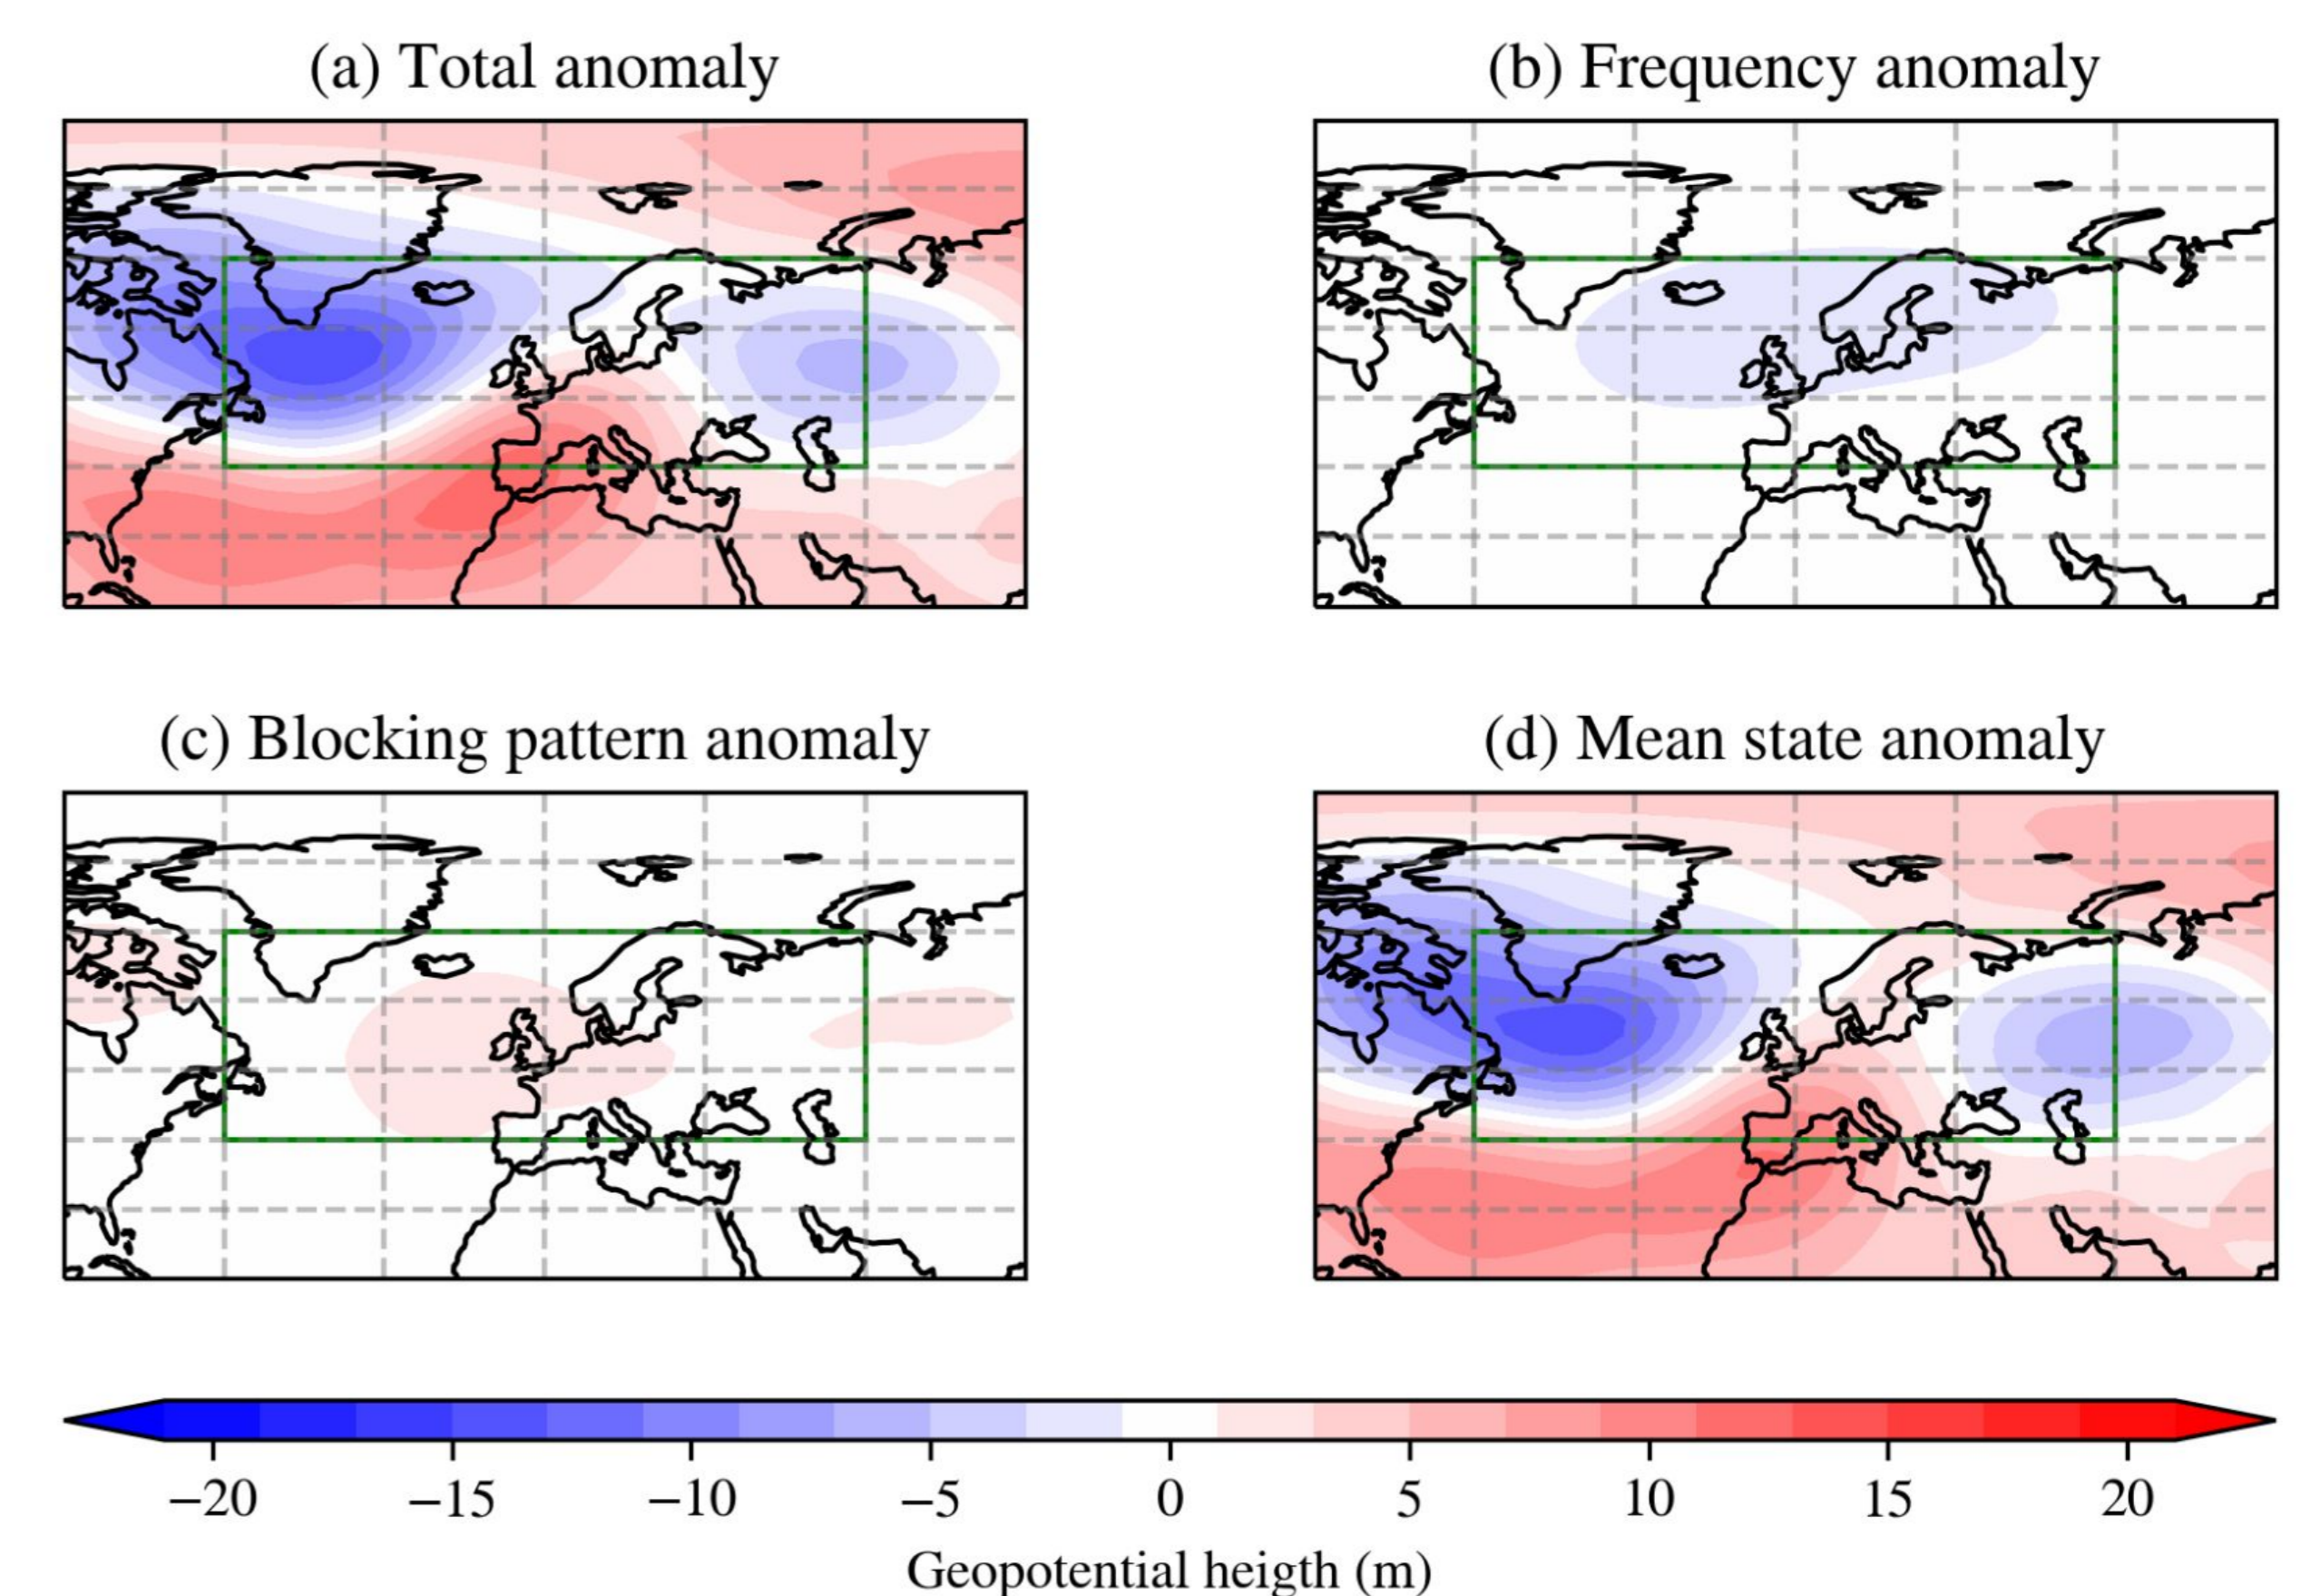 (a) Total anomaly
(b) Frequency anomaly
(c) Blocking pattern anomaly
(d) Mean state anomaly
−20 −15 −10 −5 0 5 10 15 20
Geopotential heigth (m)